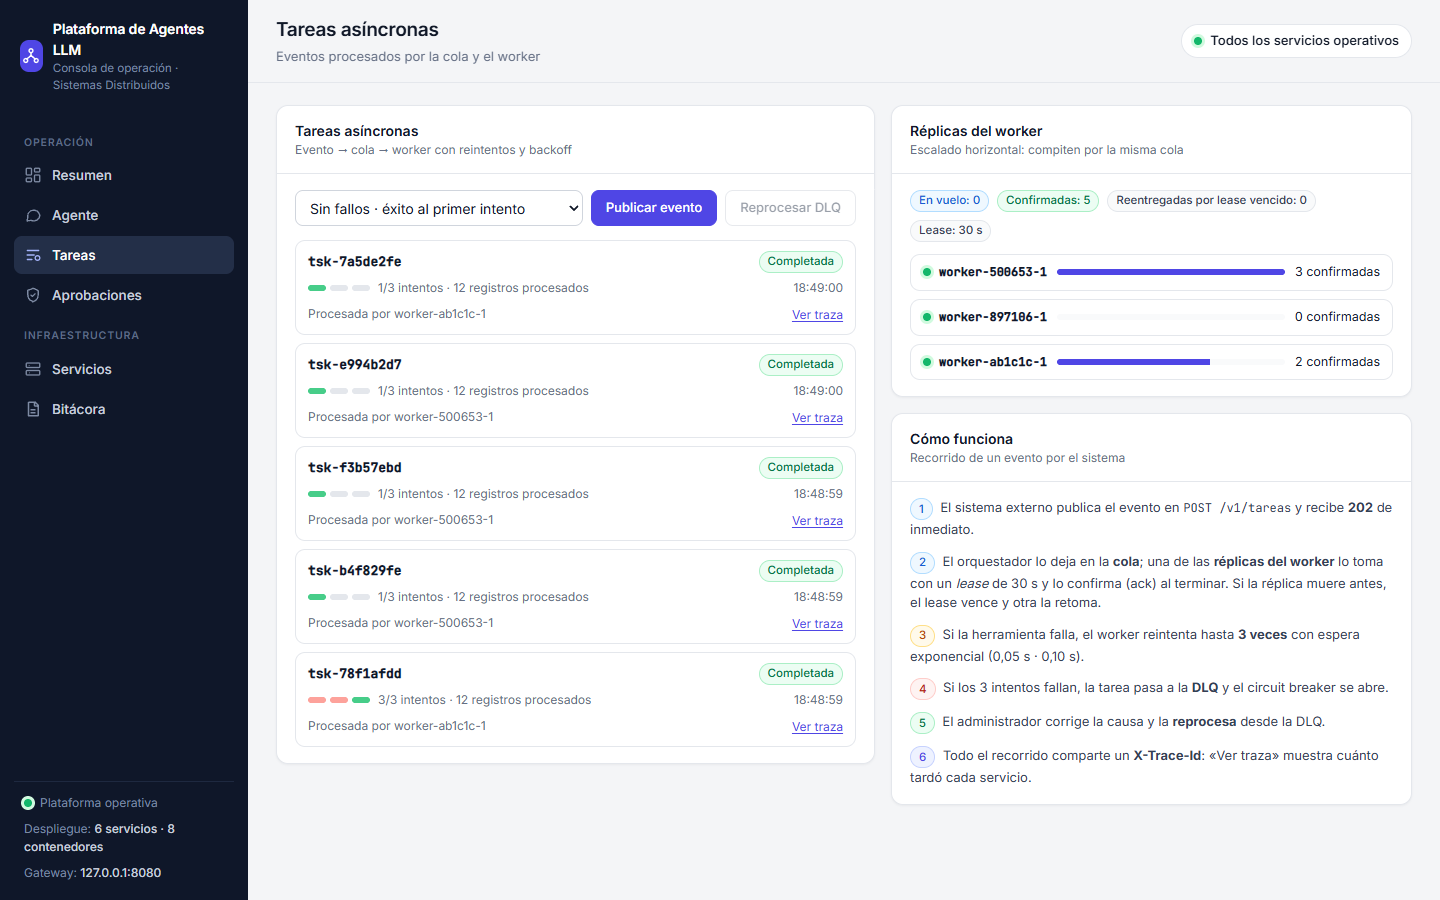 Plataforma de Agentes
LLM
Consola de operación ·
Sistemas Distribuidos
OPERACIÓN
Resumen
Agente
Tareas
Aprobaciones
INFRAESTRUCTURA
Servicios
Bitácora
Plataforma operativa
Despliegue: 6 servicios · 8
contenedores
Gateway: 127.0.0.1:8080
Tareas asíncronas
Eventos procesados por la cola y el worker
Todos los servicios operativos
Tareas asíncronas
Evento → cola → worker con reintentos y backoff
Sin fallos · éxito al primer intento
Publicar evento
Reprocesar DLQ
tsk-7a5de2fe
Completada
1/3 intentos · 12 registros procesados
18:49:00
Procesada por worker-ab1c1c-1
Ver traza
tsk-e994b2d7
Completada
1/3 intentos · 12 registros procesados
18:49:00
Procesada por worker-500653-1
Ver traza
tsk-f3b57ebd
Completada
1/3 intentos · 12 registros procesados
18:48:59
Procesada por worker-500653-1
Ver traza
tsk-b4f829fe
Completada
1/3 intentos · 12 registros procesados
18:48:59
Procesada por worker-500653-1
Ver traza
tsk-78f1afdd
Completada
3/3 intentos · 12 registros procesados
18:48:59
Procesada por worker-ab1c1c-1
Ver traza
Réplicas del worker
Escalado horizontal: compiten por la misma cola
En vuelo: 0
Confirmadas: 5
Reentregadas por lease vencido: 0
Lease: 30 s
worker-500653-1
3 confirmadas
worker-897106-1
0 confirmadas
worker-ab1c1c-1
2 confirmadas
Cómo funciona
Recorrido de un evento por el sistema
1 El sistema externo publica el evento en POST /v1/tareas y recibe 202 de
inmediato.
2 El orquestador lo deja en la cola; una de las réplicas del worker lo toma
con un lease de 30 s y lo confirma (ack) al terminar. Si la réplica muere antes,
el lease vence y otra la retoma.
3 Si la herramienta falla, el worker reintenta hasta 3 veces con espera
exponencial (0,05 s · 0,10 s).
4 Si los 3 intentos fallan, la tarea pasa a la DLQ y el circuit breaker se abre.
5 El administrador corrige la causa y la reprocesa desde la DLQ.
6 Todo el recorrido comparte un X-Trace-Id: «Ver traza» muestra cuánto
tardó cada servicio.